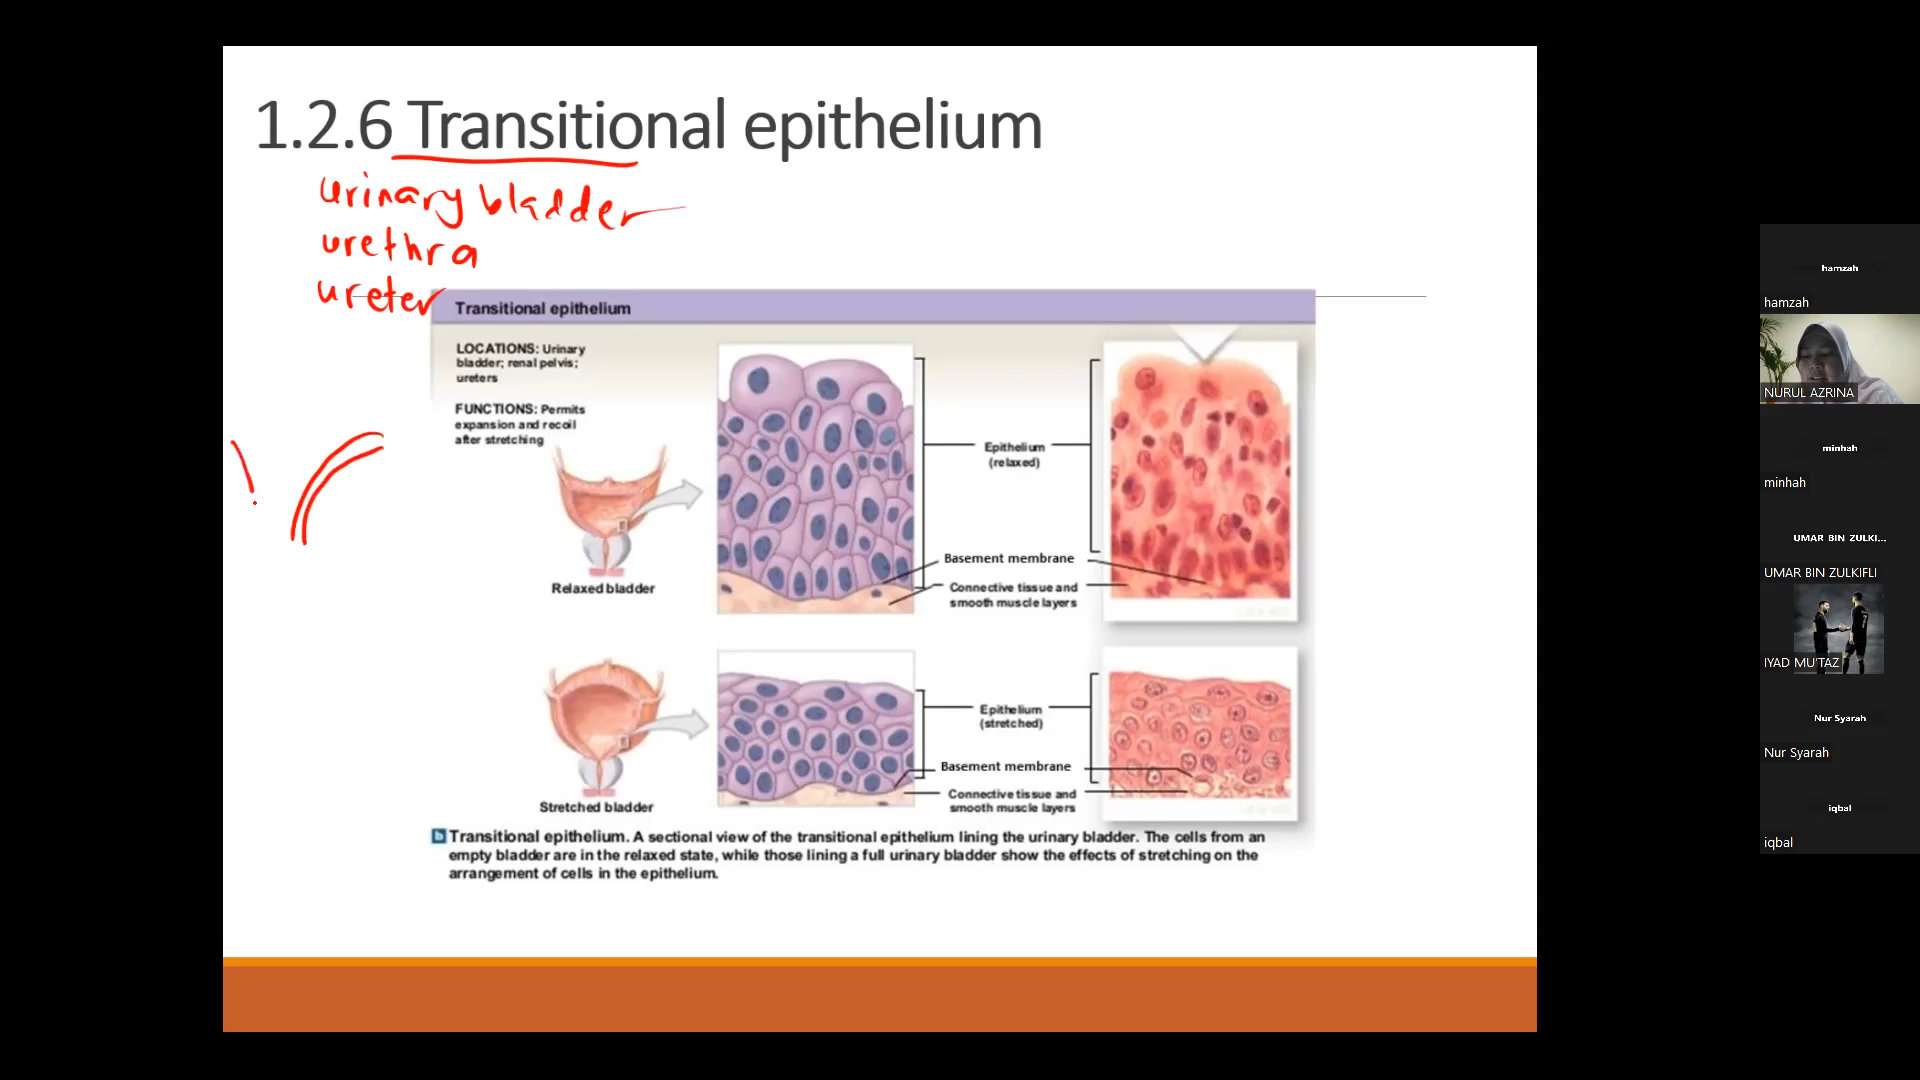 1.2.6 Transitional epithelium
urinary bladder
urethra
ureter
Transitional epithelium
LOCATIONS: Urinary
bladder; renal pelvis;
ureters
FUNCTIONS: Permits
expansion and recoil
after stretching
Relaxed bladder
Epithelium
(relaxed)
Basement membrane
Connective tissue and
smooth muscle layers
Stretched bladder
Epithelium
(stretched)
Basement membrane
Connective tissue and
smooth muscle layers
b Transitional epithelium. A sectional view of the transitional epithelium lining the urinary bladder. The cells from an
empty bladder are in the relaxed state, while those lining a full urinary bladder show the effects of stretching on the
arrangement of cells in the epithelium.
hamzah
hamzah
NURUL AZRINA
minhah
minhah
UMAR BIN ZULKI...
UMAR BIN ZULKIFLI
7
IYAD MU'TAZ
Nur Syarah
Nur Syarah
iqbal
iqbal